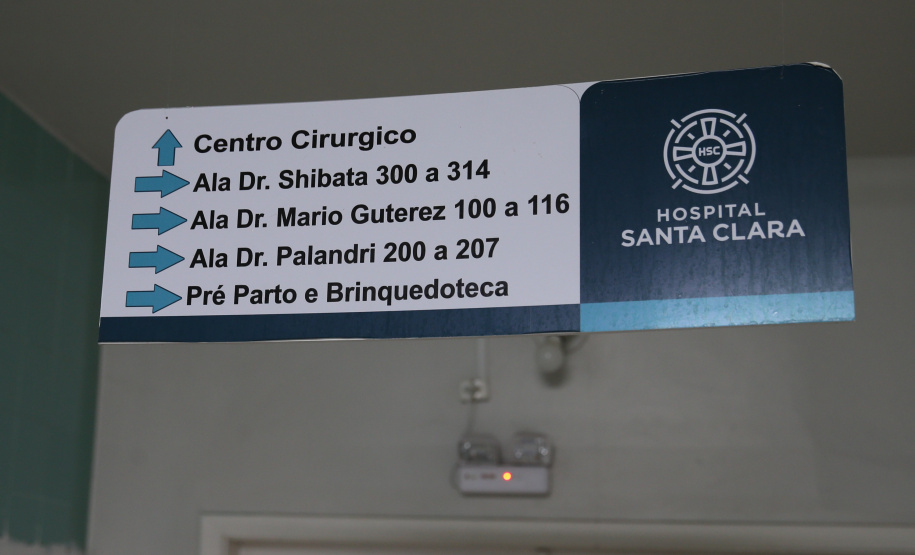 Centro Cirurgico
Ala Dr. Shibata 300 a 314
Ala Dr. Mario Guterez 100 a 116
Ala Dr. Palandri 200 a 207
Pré Parto e Brinquedoteca
HSC
HOSPITAL
SANTA CLARA